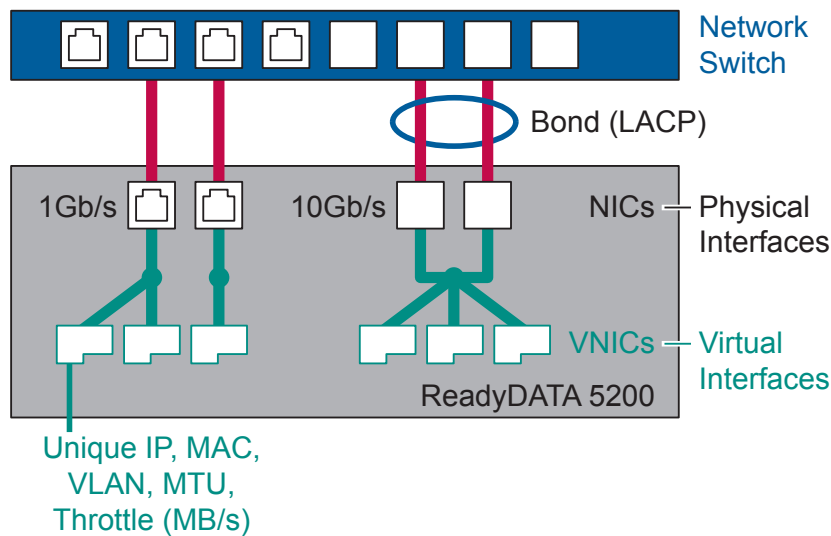 Network
Switch
Bond (LACP)
1Gb/s
10Gb/s
NICs
Physical
Interfaces
VNICs
Virtual
Interfaces
ReadyDATA 5200
Unique IP, MAC,
VLAN, MTU,
Throttle (MB/s)